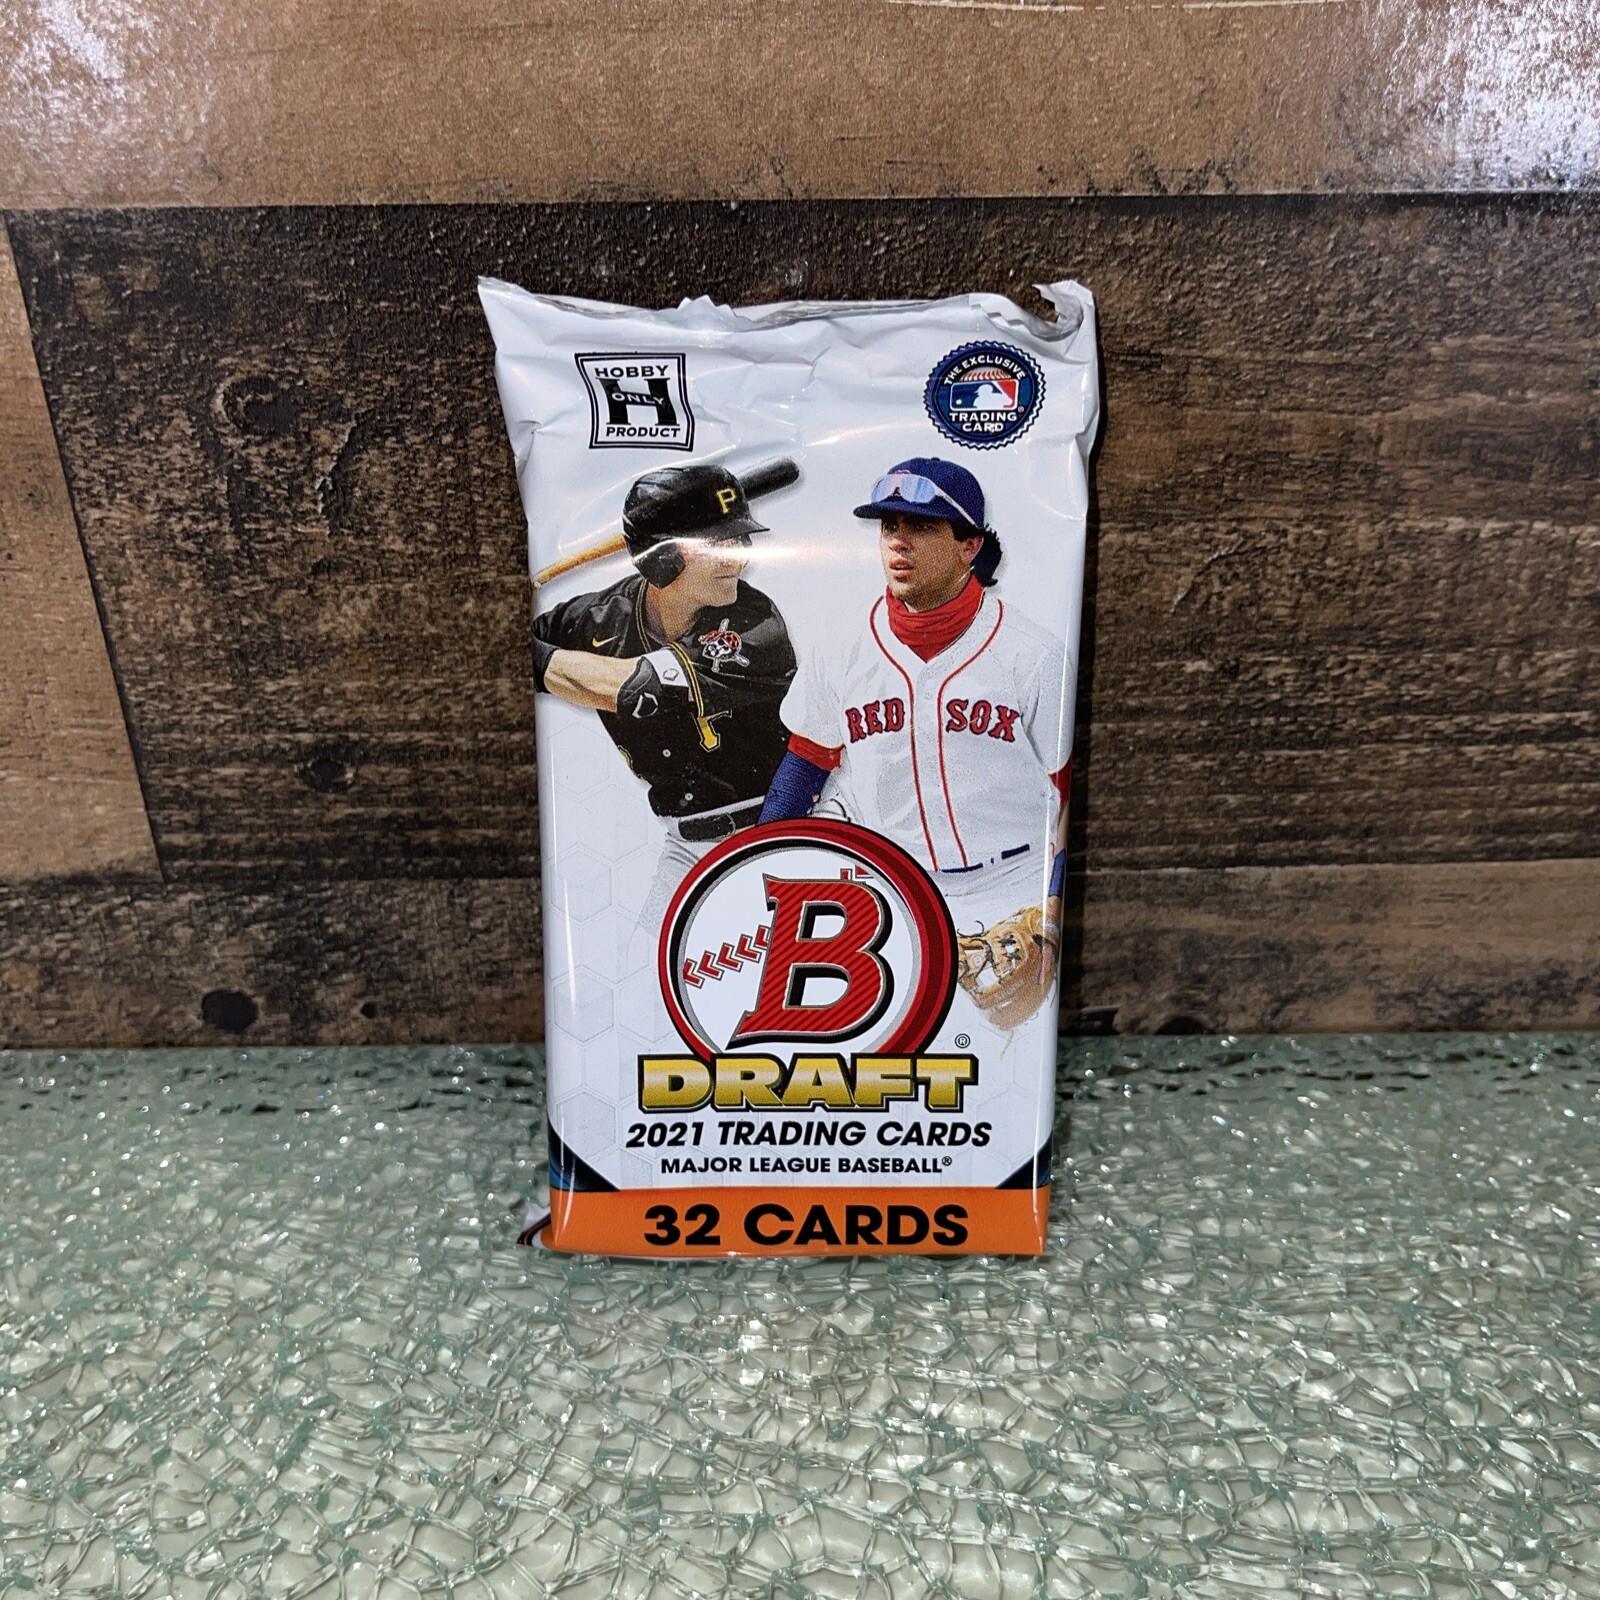 HOBBY
ONLY
H
PRODUCT
THE EXCLUSIVE
TRADING®
CARD
P
RED SOX
B
®
DRAFT
2021 TRADING CARDS
MAJOR LEAGUE BASEBALL®
32 CARDS